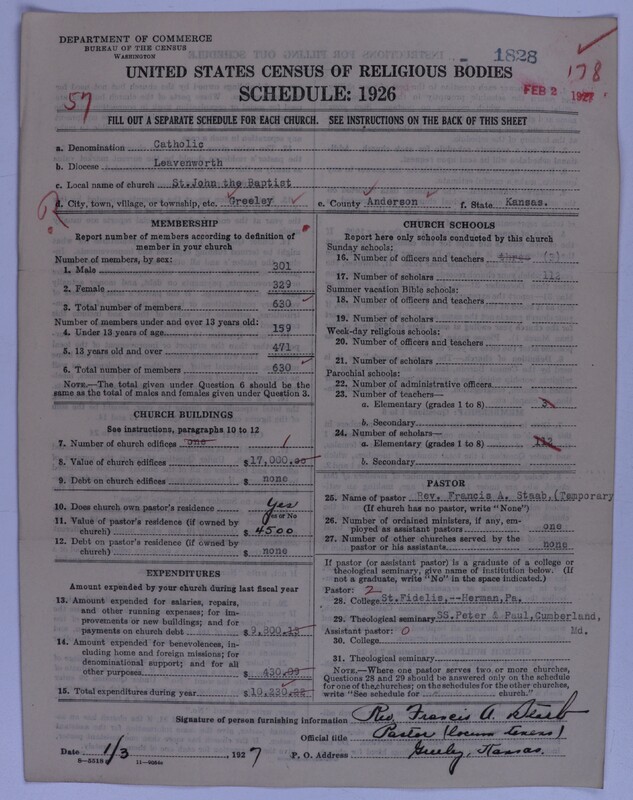 DEPARTMENT OF COMMERCE
BUREAU OF THE CENSUS
WASHINGTON
1828
178
FEB 2 1927
57
UNITED STATES CENSUS OF RELIGIOUS BODIES
SCHEDULE: 1926
FILL OUT A SEPARATE SCHEDULE FOR EACH CHURCH. SEE INSTRUCTIONS ON THE BACK OF THIS SHEET
a. Denomination Catholic
b. Diocese Leavenworth
c. Local name of church St.John the Baptist
d. City, town, village, or township, etc. Greeley e. County Anderson f. State Kansas.
MEMBERSHIP
Report number of members according to definition of
member in your church
Number of members, by sex:
1. Male 301
2. Female 329
3. Total number of members 630
Number of members under and over 13 years old:
4. Under 13 years of age 159
5. 13 years old and over 471
6. Total number of members 630
NOTE.—The total given under Question 6 should be
same as the total of males and females given under Question 3.
CHURCH BUILDINGS
See instructions, paragraphs 10 to 12
7. Number of church edifices one 1
8. Value of church edifices $17,000.00
9. Debt on church edifices $ none
10. Does church own pastor's residence Yes
Yes or No
11. Value of pastor's residence (if owned by
church) $ 4500
12. Debt on pastor's residence (if owned by
church) $ none
EXPENDITURES
Amount expended by your church during last fiscal year
13. Amount expended for salaries, repairs,
and other running expenses; for im-
provements or new buildings; and for
payments on church debt $ 9,800.13
14. Amount expended for benevolences, in-
cluding home and foreign missions; for
denominational support; and for all
other purposes $ 430.09
15. Total expenditures during year $ 10,230.22
CHURCH SCHOOLS
Report here only schools conducted by this church
Sunday schools:
16. Number of officers and teachers three (3)
17. Number of scholars 112
Summer vacation Bible schools:
18. Number of officers and teachers
19. Number of scholars
Week-day religious schools:
20. Number of officers and teachers
21. Number of scholars
Parochial schools:
22. Number of administrative officers
23. Number of teachers—
a. Elementary (grades 1 to 8) 3
b. Secondary
24. Number of scholars—
a. Elementary (grades 1 to 8) 112
b. Secondary
PASTOR
25. Name of pastor Rev. Francis A. Staab,(Temporary
(If church has no pastor, write "None")
26. Number of ordained ministers, if any, em-
ployed as assistant pastors one
27. Number of other churches served by the
pastor or his assistants none
If pastor (or assistant pastor) is a graduate of a college or
theological seminary, give name of institution below. (If
not a graduate, write "No" in the space indicated.)
Pastor: 2
28. College St.Fidelis,--Herman,Pa.
29. Theological seminary SS.Peter & Paul,Cumberland,
Assistant pastor: 0 Md.
30. College
31. Theological seminary
NOTE.—Where one pastor serves two or more churches,
Questions 28 and 29 should be answered only on the schedule
for one of the churches; on the schedules for the other churches,
write "See schedule for church."
Signature of person furnishing information Rev Francis A. Staab
Official title Pastor (locum tenens)
Date 1/3, 1927 P. O. Address Greeley, Kansas.